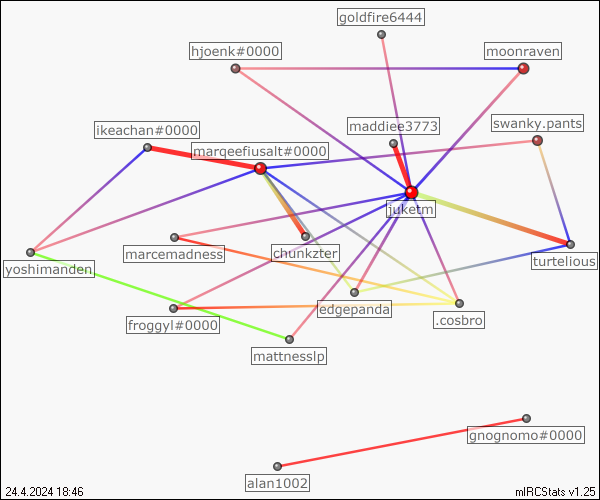 goldfire6444
hjoenk#0000
moonraven
ikeachan#0000
maddiee3773
swanky.pants
marqeefiusalt#0000
juketm
yoshimanden
marcemadness
chunkzter
turtelious
edgepanda
froggyl#0000
.cosbro
mattnesslp
gnognomo#0000
alan1002
24.4.2024 18:46
mIRCStats v1.25